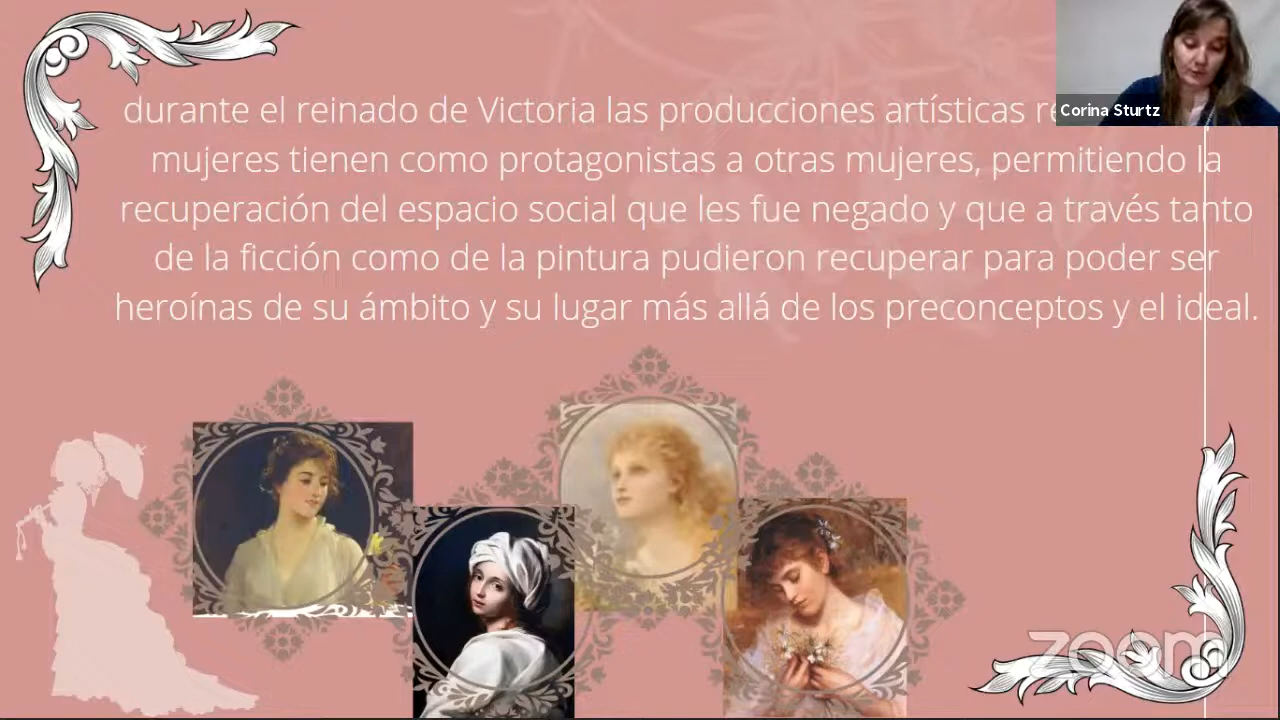 durante el reinado de Victoria las producciones artísticas
mujeres tienen como protagonistas a otras mujeres, permitiendo la
recuperación del espacio social que les fue negado y que a través tanto
de la ficción como de la pintura pudieron recuperar para poder ser
heroínas de su ámbito y su lugar más allá de los preconceptos y el ideal.
Corina Sturtz
zoom